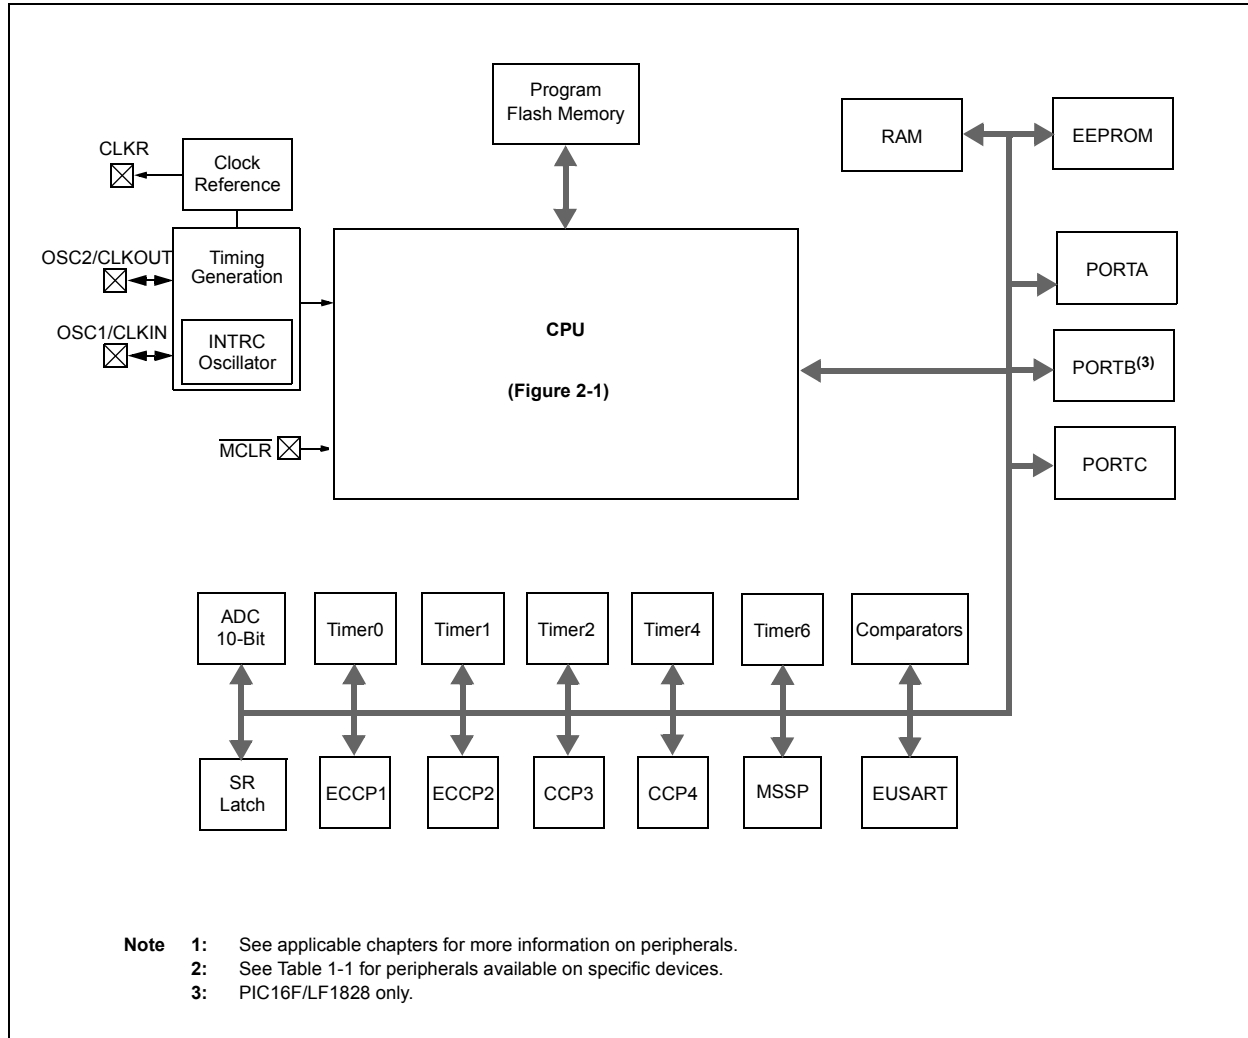 Program
Flash Memory
RAM
EEPROM
CLKR
Clock
Reference
OSC2/CLKOUT
Timing
Generation
PORTA
OSC1/CLKIN
INTRC
Oscillator
CPU
(Figure 2-1)
PORTB(3)
MCLR
PORTC
ADC
10-Bit
Timer0
Timer1
Timer2
Timer4
Timer6
Comparators
SR
Latch
ECCP1
ECCP2
CCP3
CCP4
MSSP
EUSART
Note 1: See applicable chapters for more information on peripherals.
2: See Table 1-1 for peripherals available on specific devices.
3: PIC16F/LF1828 only.